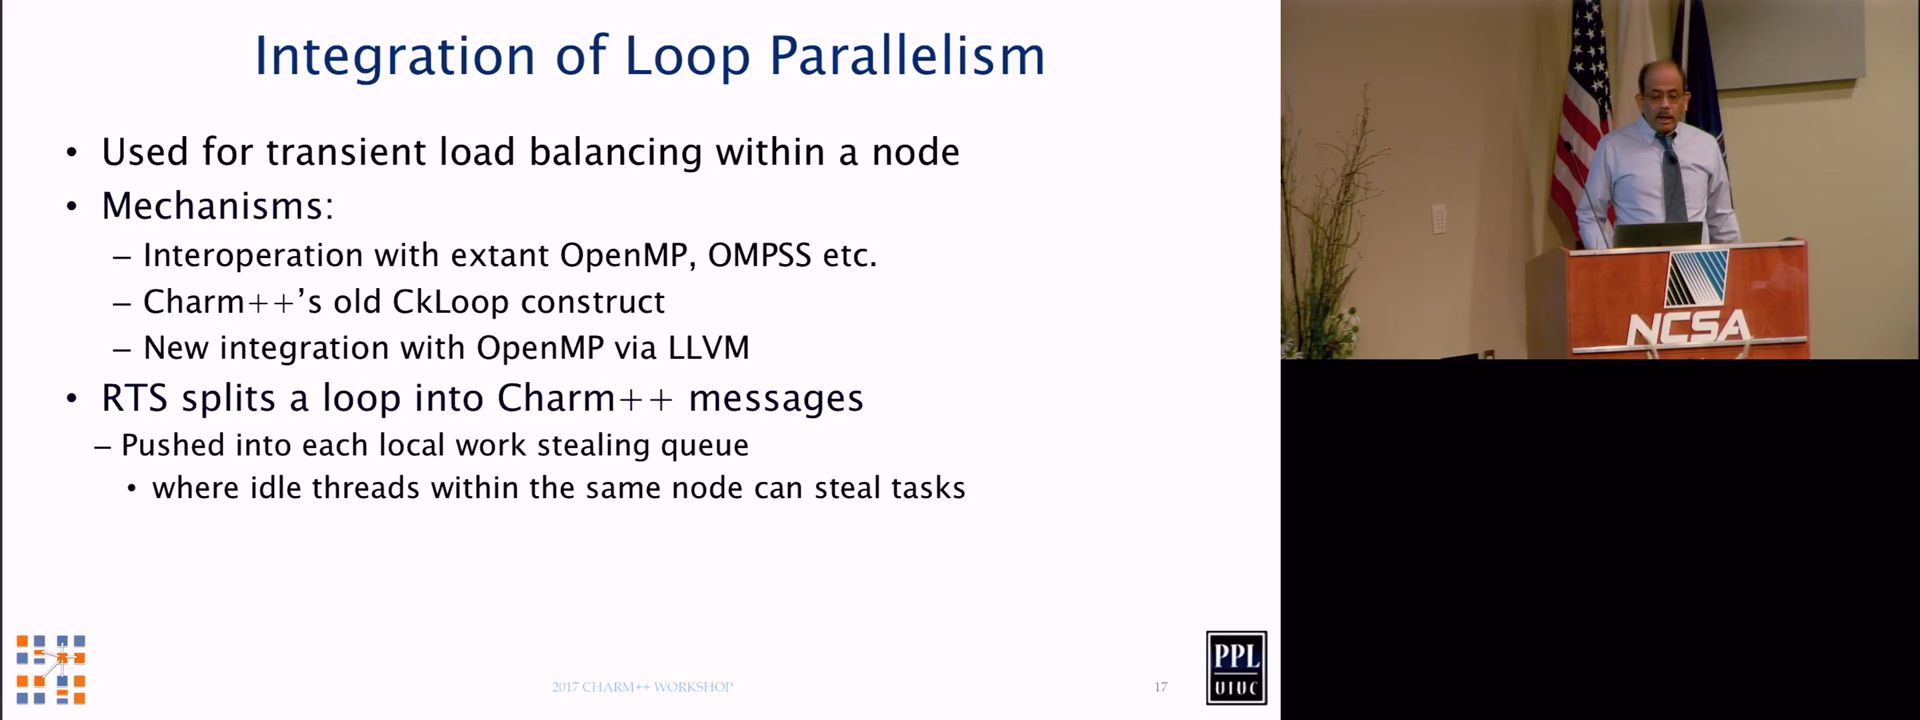 Integration of Loop Parallelism
• Used for transient load balancing within a node
• Mechanisms:
– Interoperation with extant OpenMP, OMPSS etc.
– Charm++’s old CkLoop construct
– New integration with OpenMP via LLVM
• RTS splits a loop into Charm++ messages
– Pushed into each local work stealing queue
• where idle threads within the same node can steal tasks
2017 CHARM++ WORKSHOP
17
PPL
UIUC
NCSA